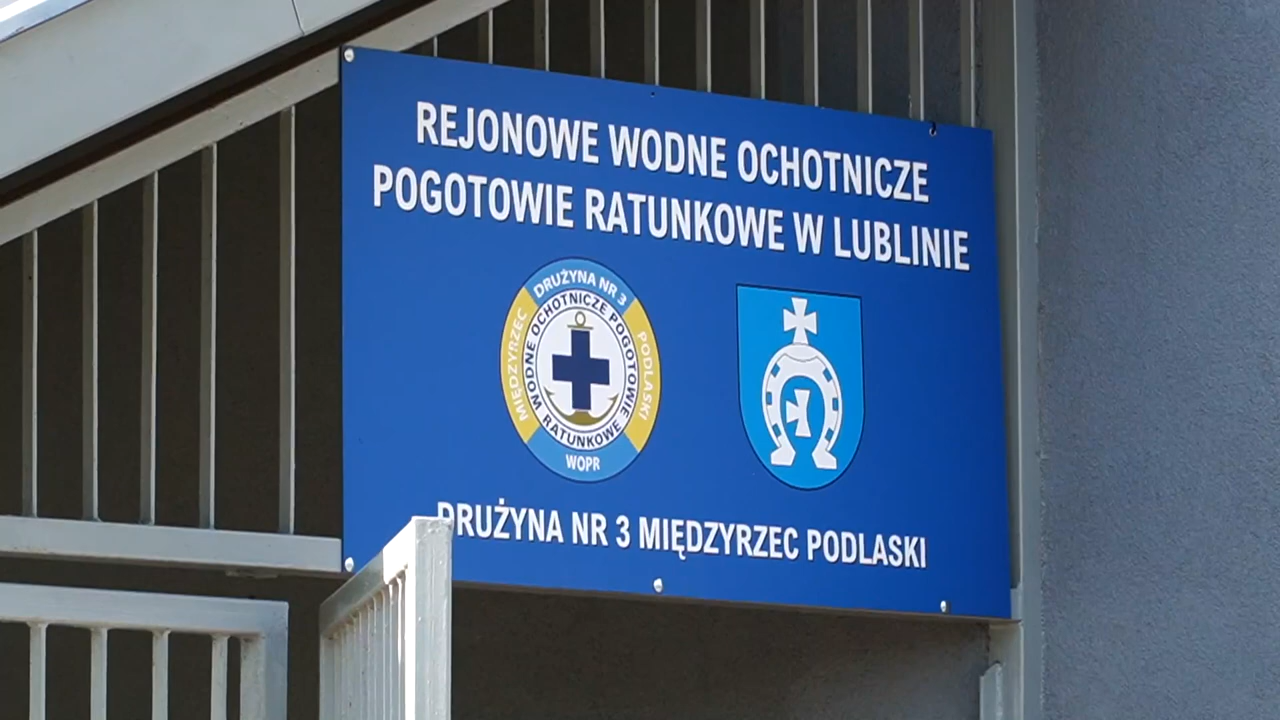 REJONOWE WODNE OCHOTNICZE
POGOTOWIE RATUNKOWE W LUBLINIE
DRUŻYNA NR 3
MIĘDZYRZEC
PODLASKI
WODNE OCHOTNICZE POGOTOWIE
RATUNKOWE
WOPR
DRUŻYNA NR 3 MIĘDZYRZEC PODLASKI